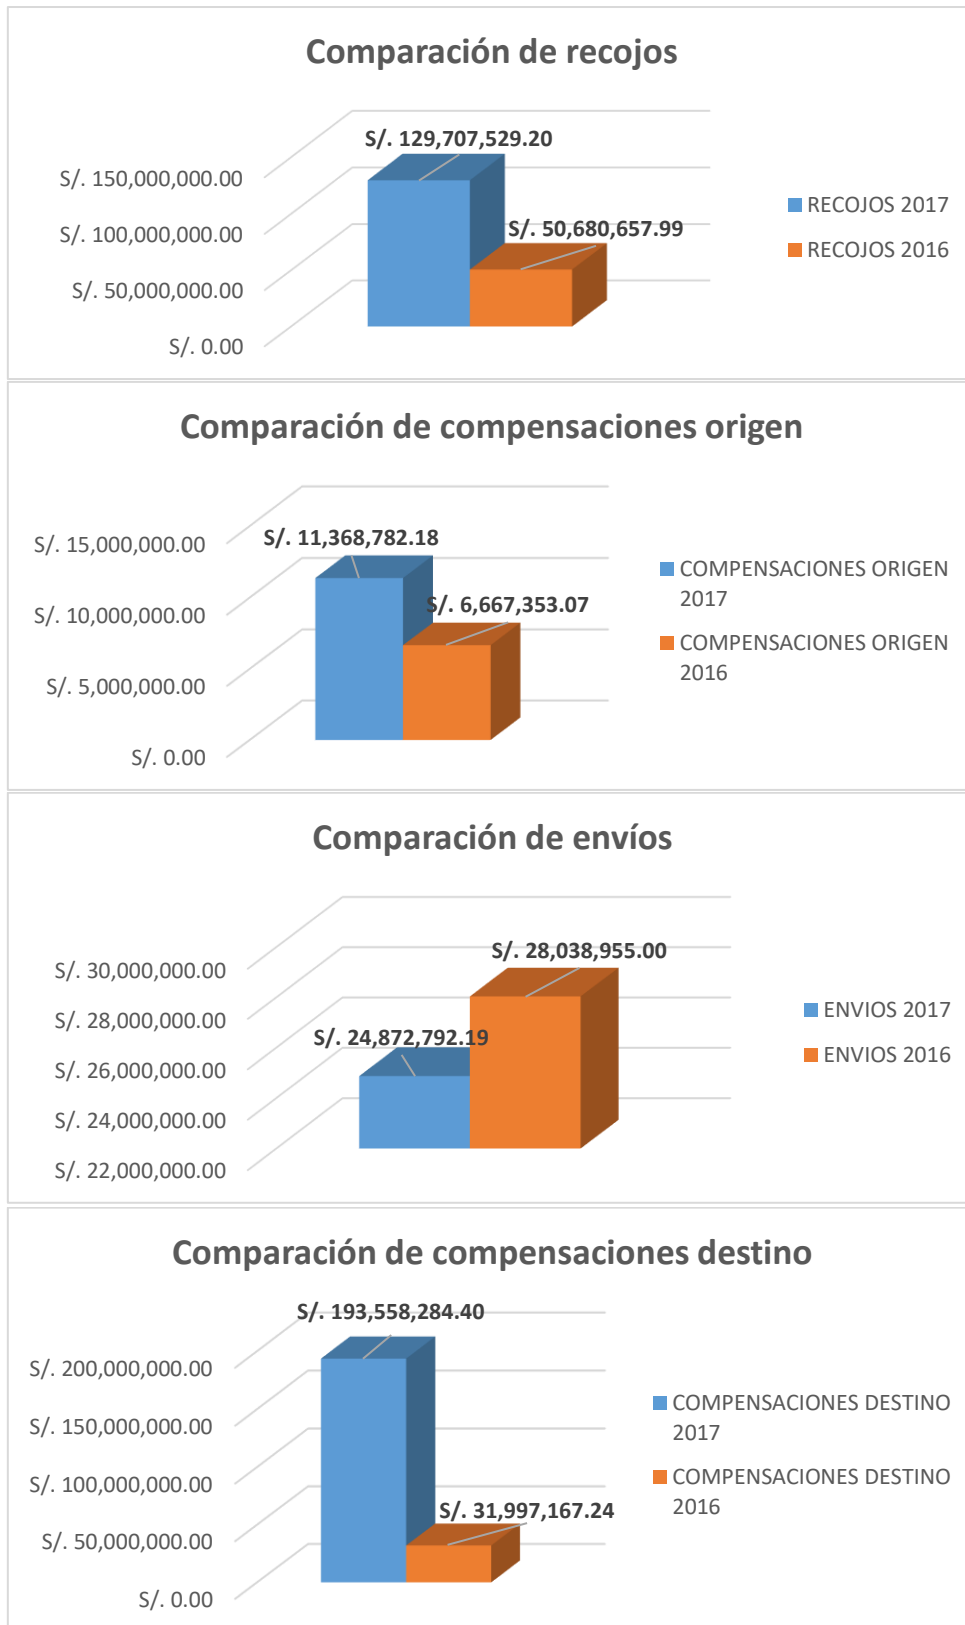 Comparación de recojos
S/. 129,707,529.20
S/. 150,000,000.00
S/. 100,000,000.00
S/. 50,000,000.00
S/. 0.00
S/. 50,680,657.99
RECOJOS 2017
RECOJOS 2016
Comparación de compensaciones origen
S/. 11,368,782.18
S/. 15,000,000.00
S/. 10,000,000.00
S/. 5,000,000.00
S/. 0.00
S/. 6,667,353.07
COMPENSACIONES ORIGEN
2017
COMPENSACIONES ORIGEN
2016
Comparación de envíos
S/. 28,038,955.00
S/. 30,000,000.00
S/. 28,000,000.00
S/. 26,000,000.00
S/. 24,000,000.00
S/. 22,000,000.00
S/. 24,872,792.19
ENVIOS 2017
ENVIOS 2016
Comparación de compensaciones destino
S/. 193,558,284.40
S/. 200,000,000.00
S/. 150,000,000.00
S/. 100,000,000.00
S/. 50,000,000.00
S/. 0.00
S/. 31,997,167.24
COMPENSACIONES DESTINO
2017
COMPENSACIONES DESTINO
2016